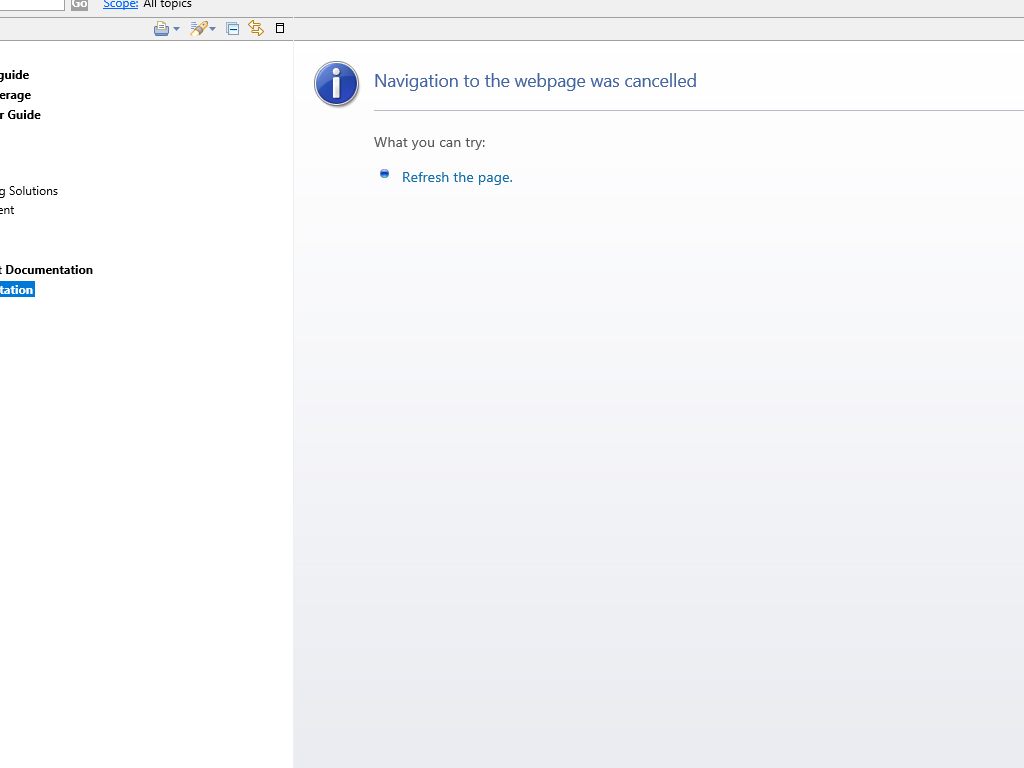 Go Scope: All topics
guide
erage
r Guide
g Solutions
ent
t Documentation
tation
Navigation to the webpage was cancelled
What you can try:
Refresh the page.